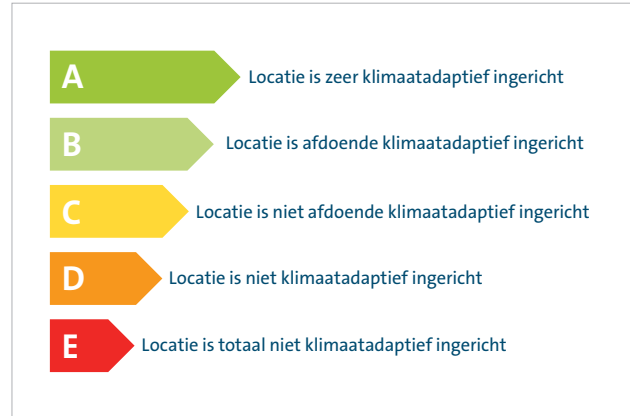 A Locatie is zeer klimaatadaptief ingericht
B Locatie is afdoende klimaatadaptief ingericht
C Locatie is niet afdoende klimaatadaptief ingericht
D Locatie is niet klimaatadaptief ingericht
E Locatie is totaal niet klimaatadaptief ingericht